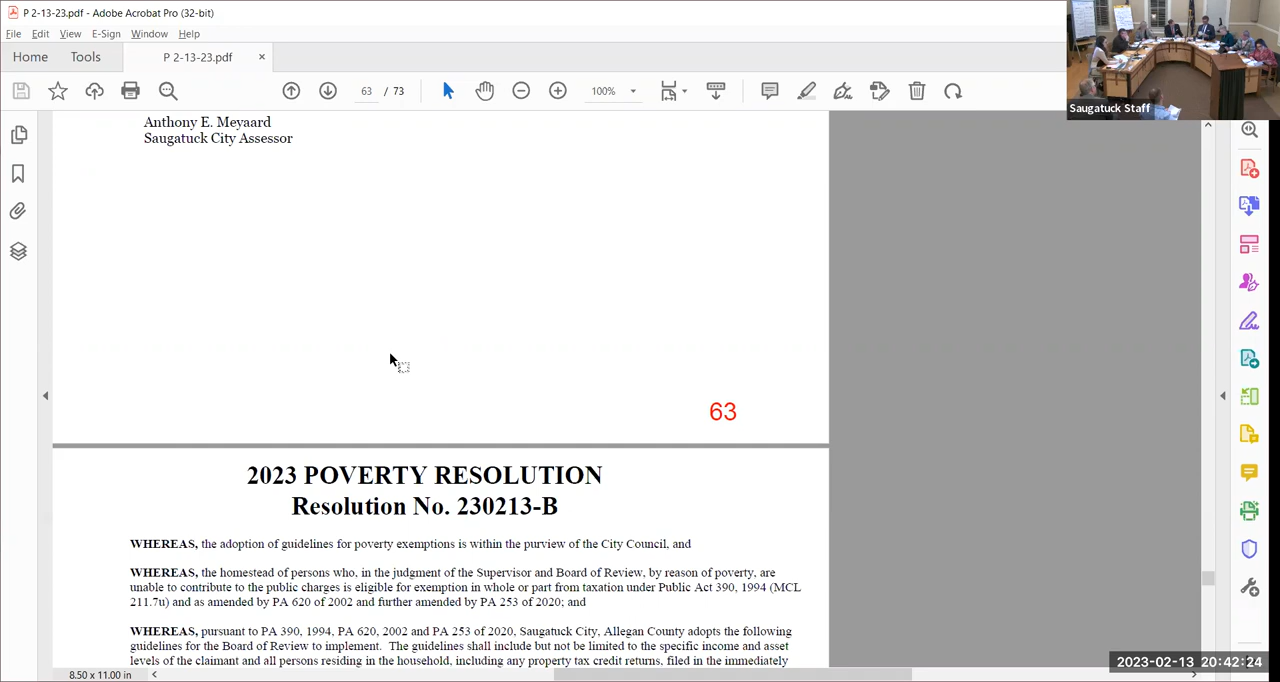 P 2-13-23.pdf - Adobe Acrobat Pro (32-bit)
File Edit View E-Sign Window Help
Home Tools P 2-13-23.pdf ×
63 / 73 100%
Saugatuck Staff
Anthony E. Meyaard
Saugatuck City Assessor
63
2023 POVERTY RESOLUTION
Resolution No. 230213-B
WHEREAS, the adoption of guidelines for poverty exemptions is within the purview of the City Council, and
WHEREAS, the homestead of persons who, in the judgment of the Supervisor and Board of Review, by reason of poverty, are
unable to contribute to the public charges is eligible for exemption in whole or part from taxation under Public Act 390, 1994 (MCL
211.7u) and as amended by PA 620 of 2002 and further amended by PA 253 of 2020; and
WHEREAS, pursuant to PA 390, 1994, PA 620, 2002 and PA 253 of 2020, Saugatuck City, Allegan County adopts the following
guidelines for the Board of Review to implement. The guidelines shall include but not be limited to the specific income and asset
levels of the claimant and all persons residing in the household, including any property tax credit returns, filed in the immediately
8.50 x 11.00 in
2023-02-13 20:42:24